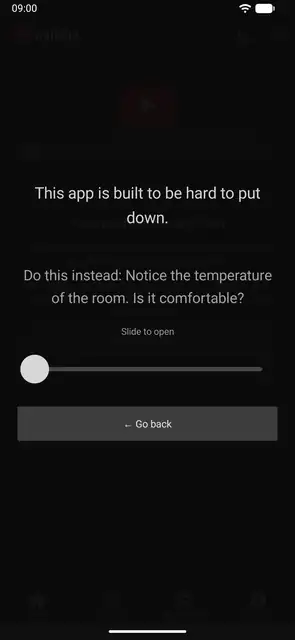 09:00
This app is built to be hard to put
down.
Do this instead: Notice the temperature
of the room. Is it comfortable?
Slide to open
← Go back